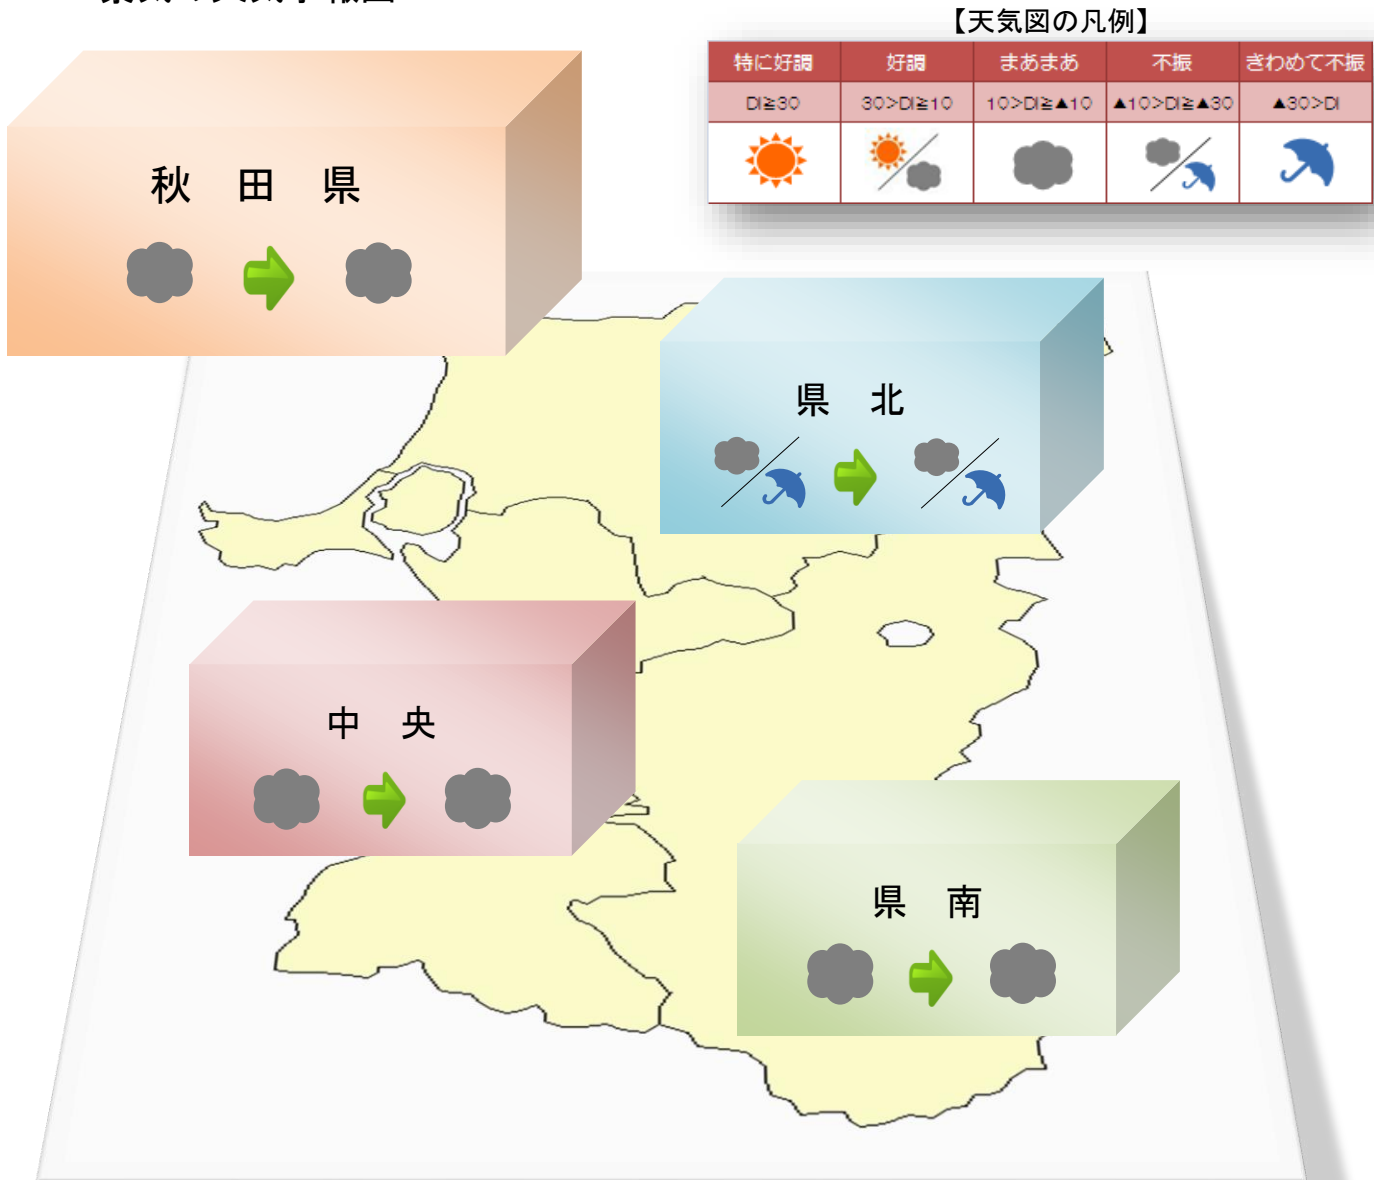 【天気図の凡例】
特に好調 好調 まあまあ 不振 きわめて不振
DI≧30 30>DI≧10 10>DI≧▲10 ▲10>DI≧▲30 ▲30>DI
秋 田 県
県 北
中 央
県 南